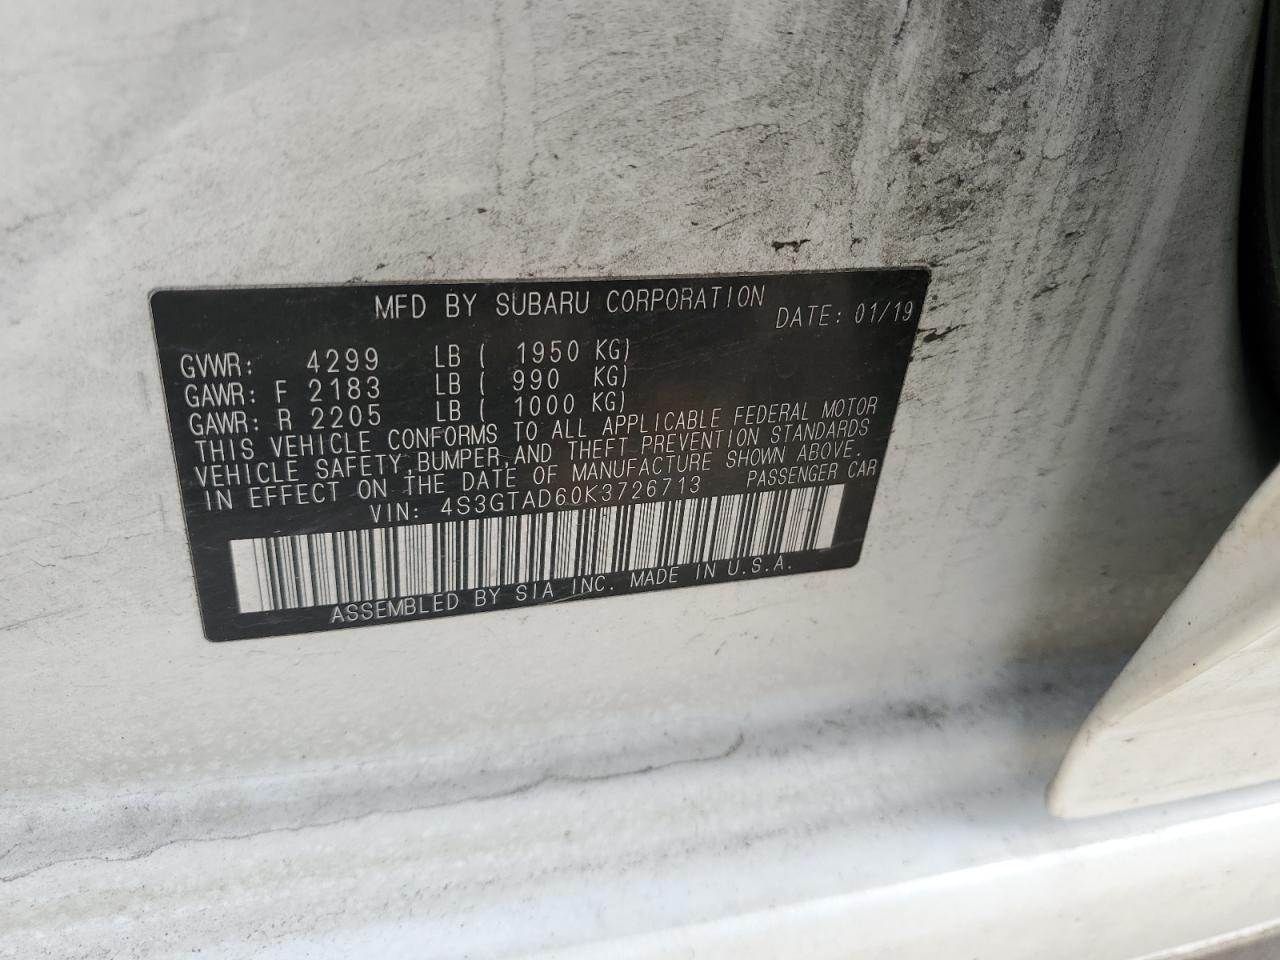 MFD BY SUBARU CORPORATION
DATE: 01/19
GVWR: 4299 LB ( 1950 KG)
GAWR: F 2183 LB ( 990 KG)
GAWR: R 2205 LB ( 1000 KG)
THIS VEHICLE CONFORMS TO ALL APPLICABLE FEDERAL MOTOR
VEHICLE SAFETY,BUMPER,AND THEFT PREVENTION STANDARDS
IN EFFECT ON THE DATE OF MANUFACTURE SHOWN ABOVE.
VIN: 4S3GTAD60K3726713 PASSENGER CAR
ASSEMBLED BY SIA INC. MADE IN U.S.A.